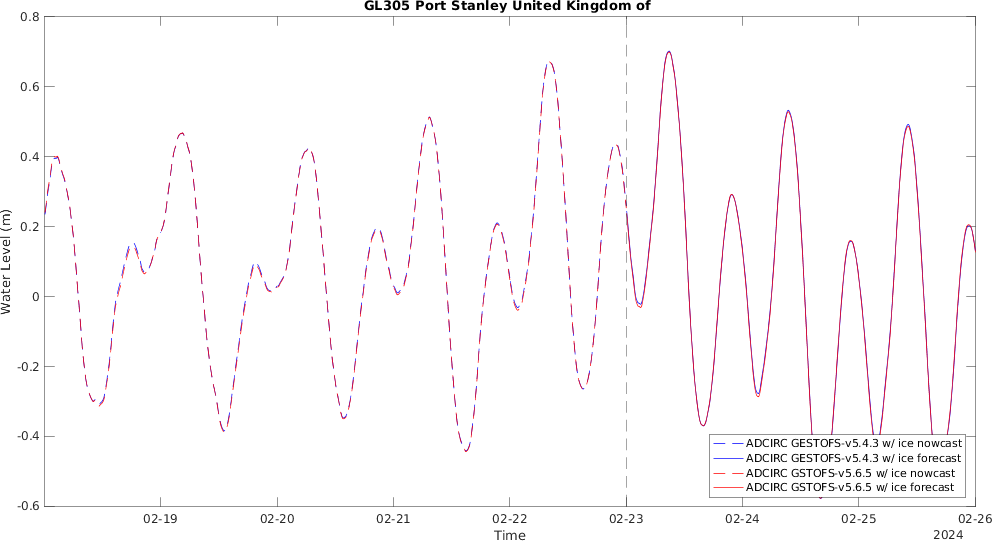 GL305 Port Stanley United Kingdom of
0.8
0.6
0.4
0.2
0
-0.2
-0.4
-0.6
Water Level (m)
ADCIRC GESTOFS-v5.4.3 w/ ice nowcast
ADCIRC GESTOFS-v5.4.3 w/ ice forecast
ADCIRC GSTOFS-v5.6.5 w/ ice nowcast
ADCIRC GSTOFS-v5.6.5 w/ ice forecast
02-19 02-20 02-21 02-22 02-23 02-24 02-25 02-26
Time
2024